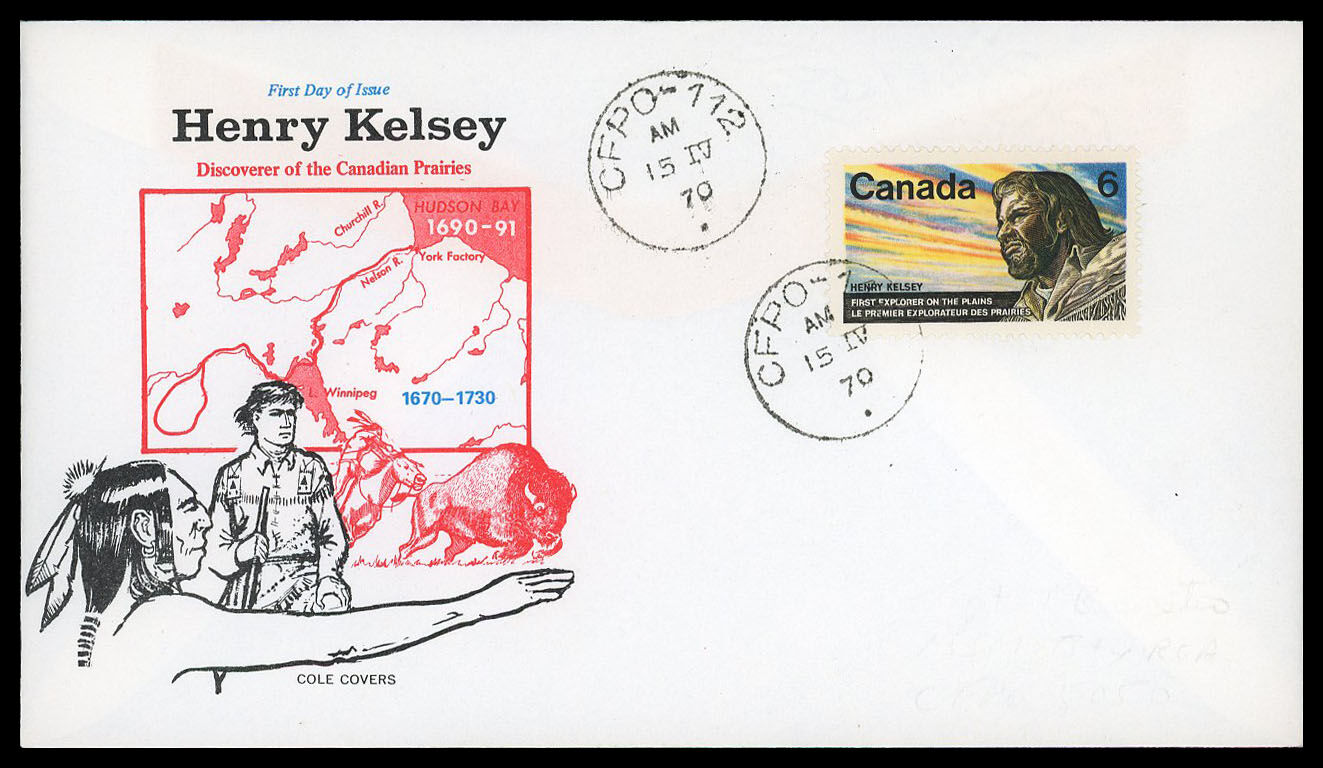 First Day of Issue
Henry Kelsey
Discoverer of the Canadian Prairies
HUDSON BAY
1690-91
Churchill R.
York Factory
Nelson R.
L. Winnipeg
1670-1730
COLE COVERS
CFPO-112
AM
15 IV
70
Canada 6
HENRY KELSEY
FIRST EXPLORER ON THE PLAINS
LE PREMIER EXPLORATEUR DES PRAIRIES
CFPO-
AM
15 IV
70